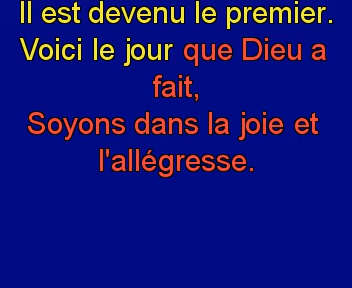 Il est devenu le premier.
Voici le jour que Dieu a
fait,
Soyons dans la joie et
l'allégresse.